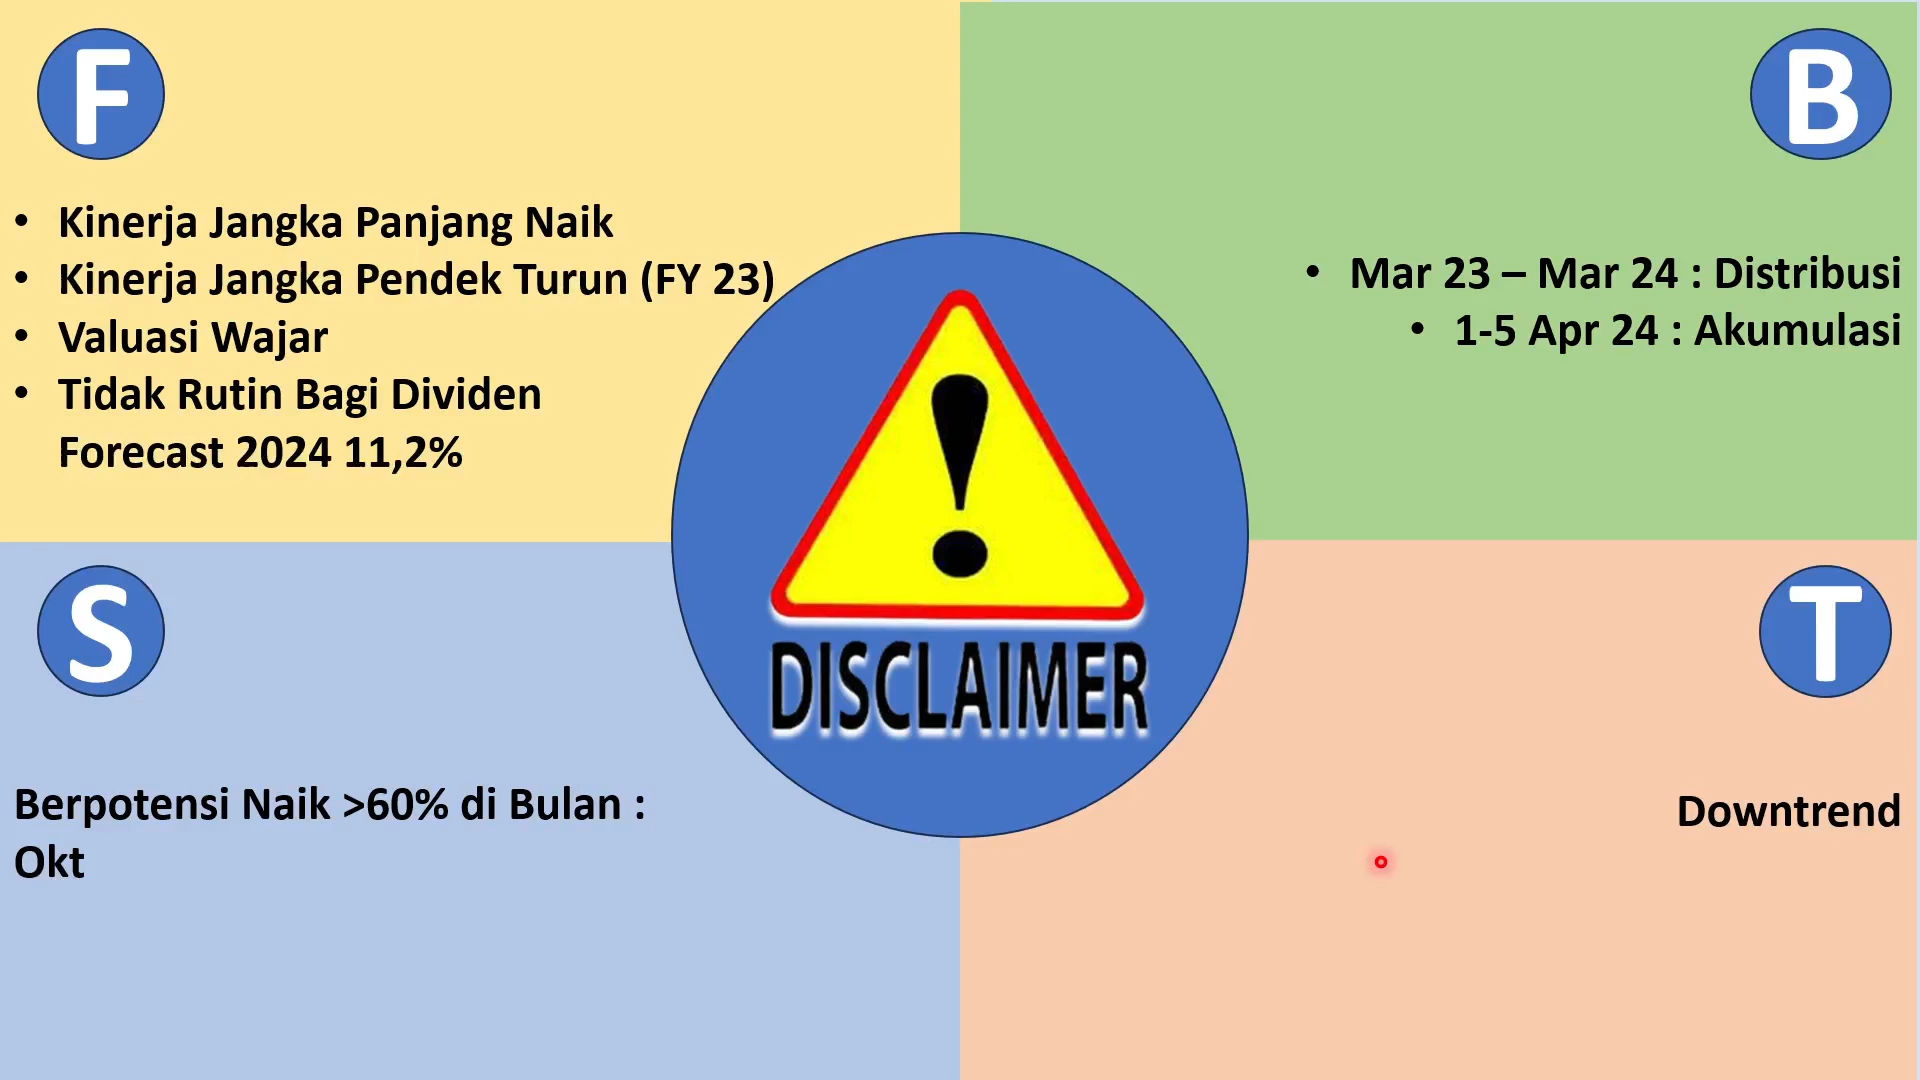 F
• Kinerja Jangka Panjang Naik
• Kinerja Jangka Pendek Turun (FY 23)
• Valuasi Wajar
• Tidak Rutin Bagi Dividen
Forecast 2024 11,2%
B
• Mar 23 – Mar 24 : Distribusi
• 1-5 Apr 24 : Akumulasi
DISCLAIMER
S
Berpotensi Naik >60% di Bulan :
Okt
T
Downtrend